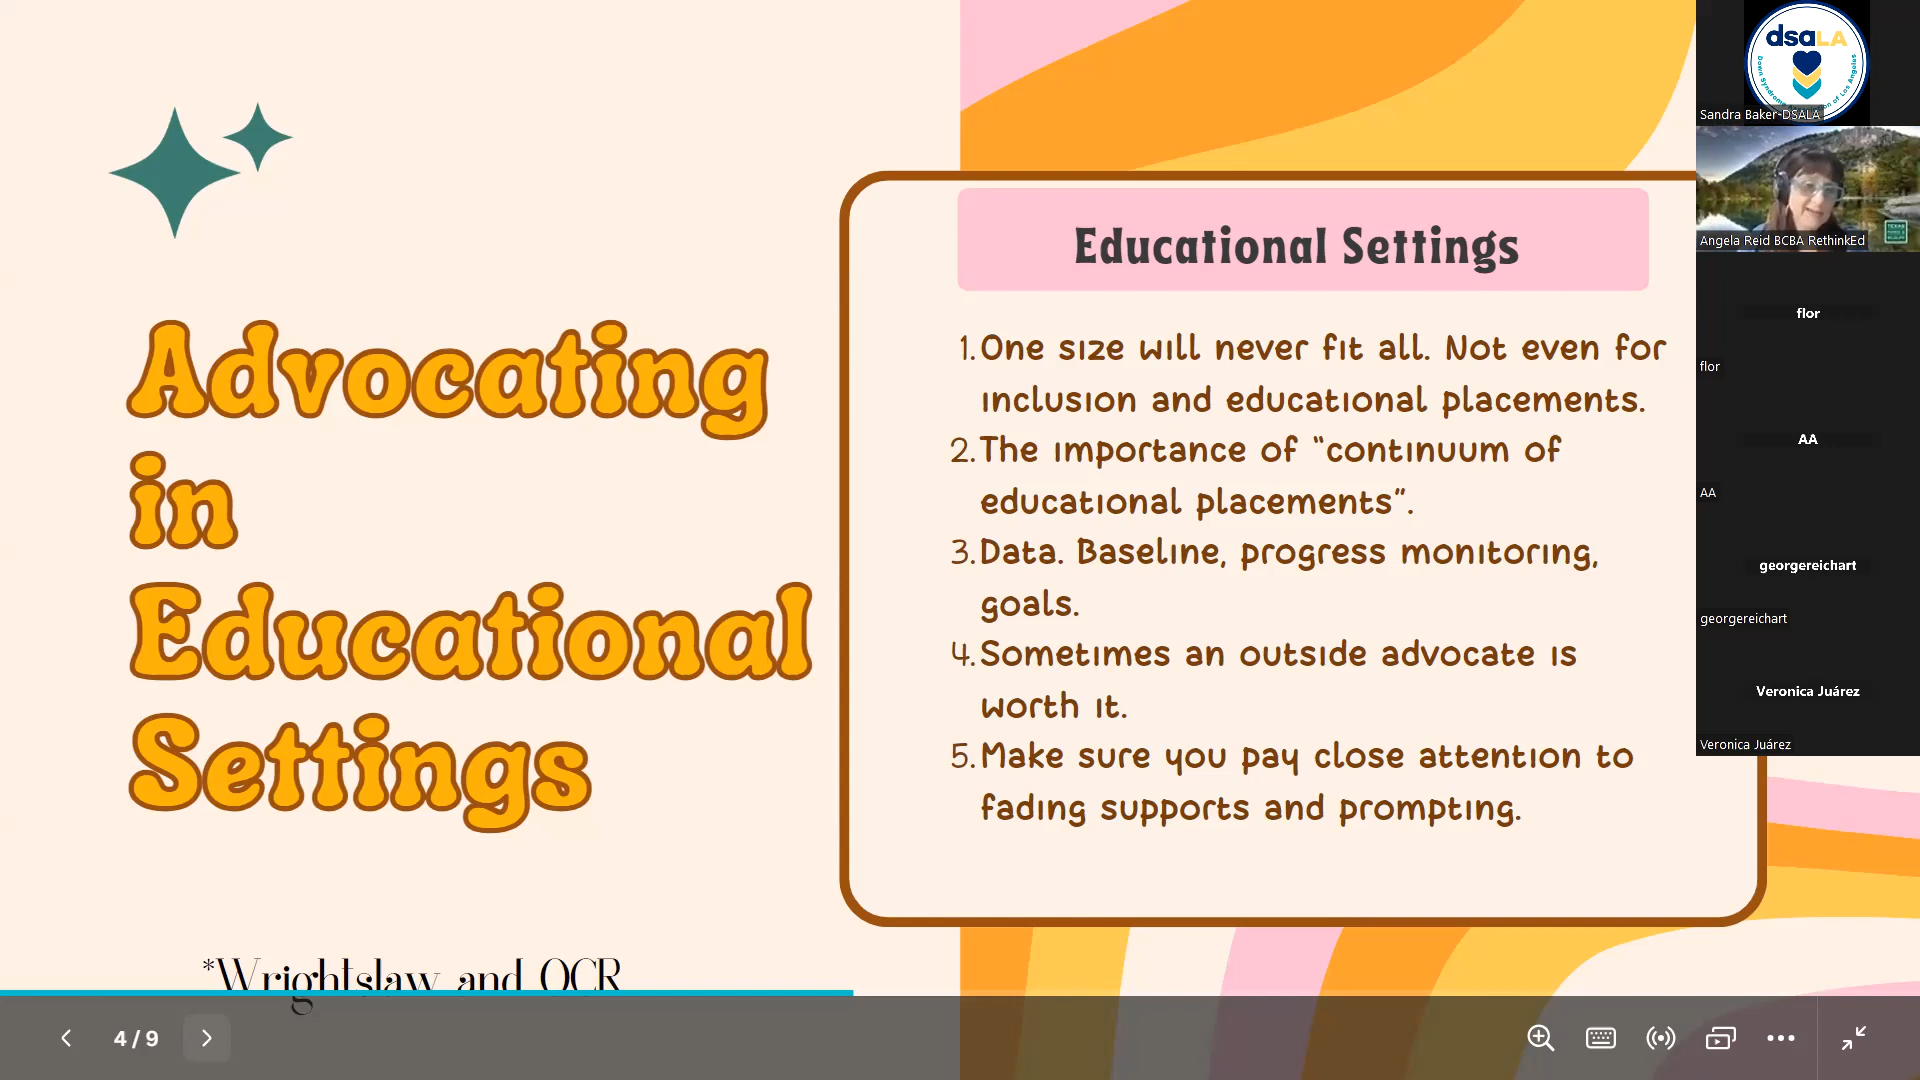 Advocating
in
Educational
Settings
*Wrightslaw and OCR
Educational Settings
1. One size will never fit all. Not even for
inclusion and educational placements.
2. The importance of “continuum of
educational placements”.
3. Data. Baseline, progress monitoring,
goals.
4. Sometimes an outside advocate is
worth it.
5. Make sure you pay close attention to
fading supports and prompting.
dsaLA
Sandra Baker-DSALA
Angela Reid BCBA RethinkEd
flor
flor
AA
AA
georgereichart
georgereichart
Veronica Juárez
Veronica Juárez
4 / 9